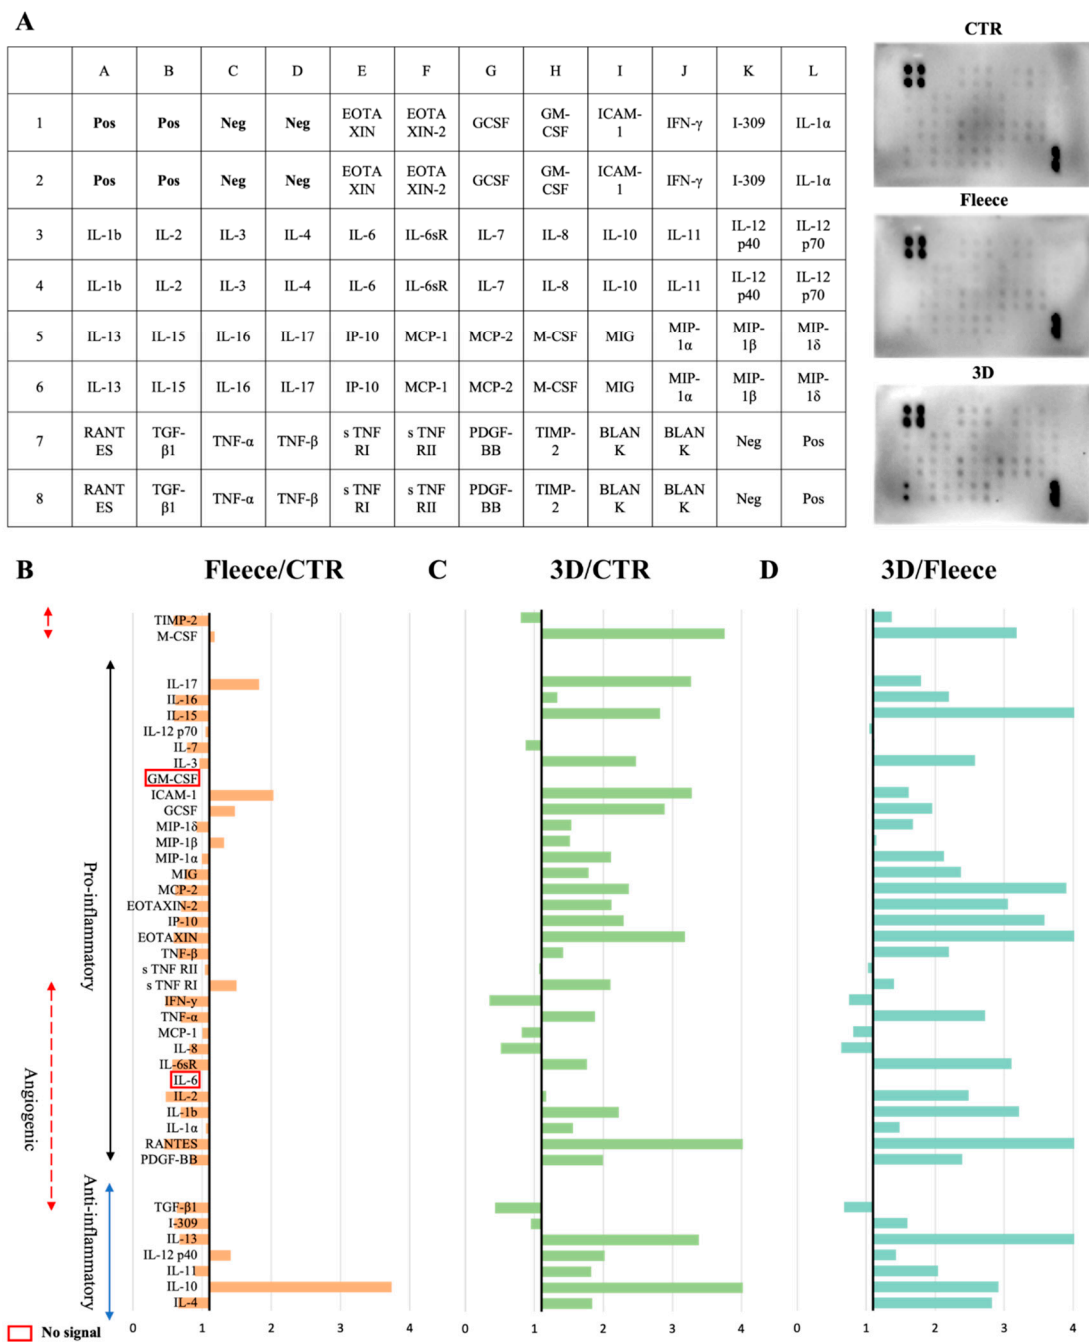 A
CTR
A B C D E F G H I J K L
1 Pos Pos Neg Neg EOTA XIN EOTA XIN-2 GCSF GM-CSF ICAM-1 IFN-γ I-309 IL-1α
2 Pos Pos Neg Neg EOTA XIN EOTA XIN-2 GCSF GM-CSF ICAM-1 IFN-γ I-309 IL-1α
Fleece
3 IL-1b IL-2 IL-3 IL-4 IL-6 IL-6sR IL-7 IL-8 IL-10 IL-11 IL-12 p40 IL-12 p70
4 IL-1b IL-2 IL-3 IL-4 IL-6 IL-6sR IL-7 IL-8 IL-10 IL-11 IL-12 p40 IL-12 p70
5 IL-13 IL-15 IL-16 IL-17 IP-10 MCP-1 MCP-2 M-CSF MIG MIP-1α MIP-1β MIP-1δ
3D
6 IL-13 IL-15 IL-16 IL-17 IP-10 MCP-1 MCP-2 M-CSF MIG MIP-1α MIP-1β MIP-1δ
7 RANT ES TGF-β1 TNF-α TNF-β s TNF RI s TNF RII PDGF-BB TIMP-2 BLAN K BLAN K Neg Pos
8 RANT ES TGF-β1 TNF-α TNF-β s TNF RI s TNF RII PDGF-BB TIMP-2 BLAN K BLAN K Neg Pos
B Fleece/CTR C 3D/CTR D 3D/Fleece
TIMP-2
M-CSF
IL-17
IL-16
IL-15
IL-12 p70
IL-7
IL-3
GM-CSF
ICAM-1
GCSF
MIP-1δ
MIP-1β
MIP-1α
MIG
MCP-2
EOTAXIN-2
IP-10
EOTAXIN
TNF-β
s TNF RII
s TNF RI
IFN-y
TNF-α
MCP-1
IL-8
IL-6sR
IL-6
IL-2
IL-1b
IL-1α
RANTES
PDGF-BB
TGF-β1
I-309
IL-13
IL-12 p40
IL-11
IL-10
IL-4
Pro-inflammatory
Angiogenic
Anti-inflammatory
0 1 2 3 4 0 1 2 3 4 0 1 2 3 4
No signal